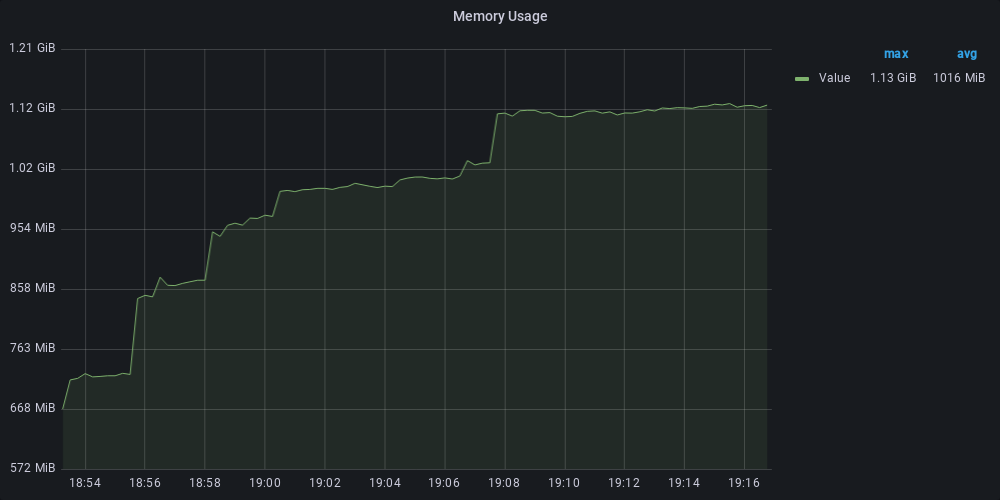 Memory Usage
1.21 GiB
max avg
Value 1.13 GiB 1016 MiB
1.12 GiB
1.02 GiB
954 MiB
858 MiB
763 MiB
668 MiB
572 MiB
18:54 18:56 18:58 19:00 19:02 19:04 19:06 19:08 19:10 19:12 19:14 19:16